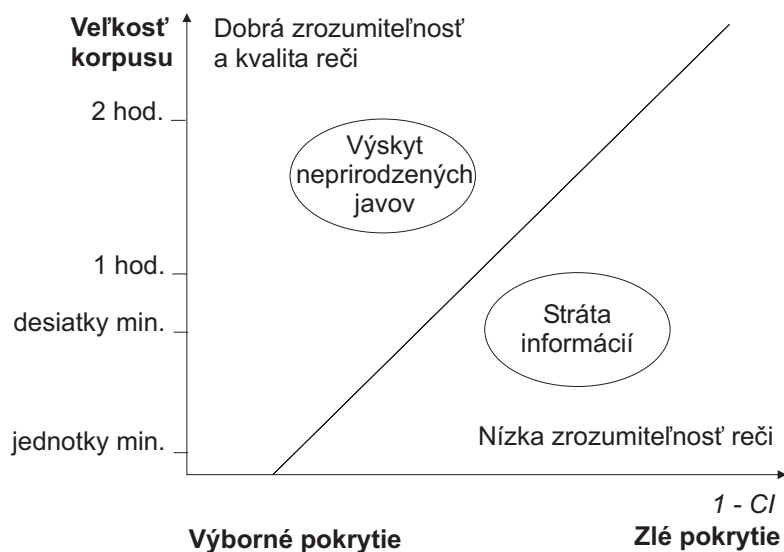 Veľkosť
korpusu
Dobrá zrozumiteľnosť
a kvalita reči
2 hod.
Výskyt
neprirodzených
javov
1 hod.
desiatky min.
Stráta
informácií
jednotky min.
Nízka zrozumiteľnosť reči
1 - CI
Výborné pokrytie
Zlé pokrytie